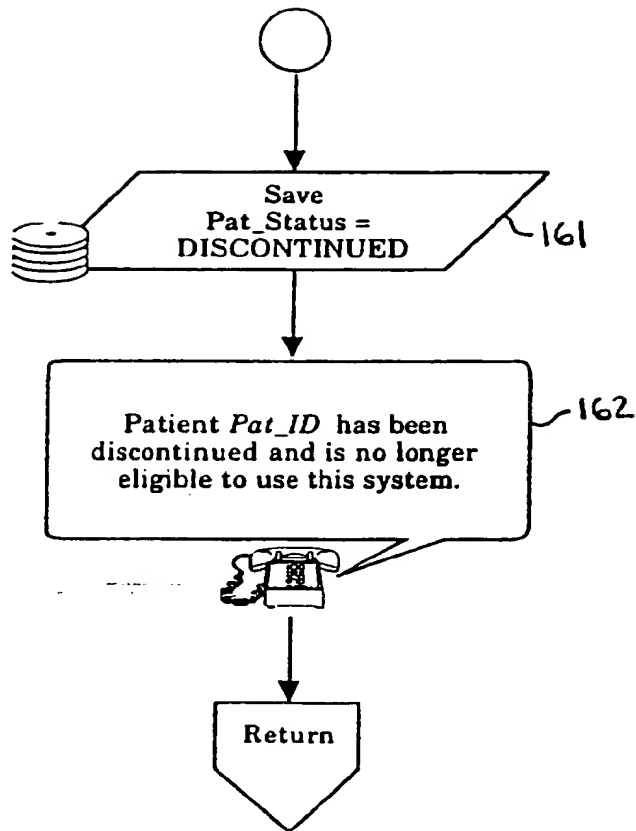 Save
Pat_Status =
DISCONTINUED
161
Patient Pat_ID has been
discontinued and is no longer
eligible to use this system.
162
Return